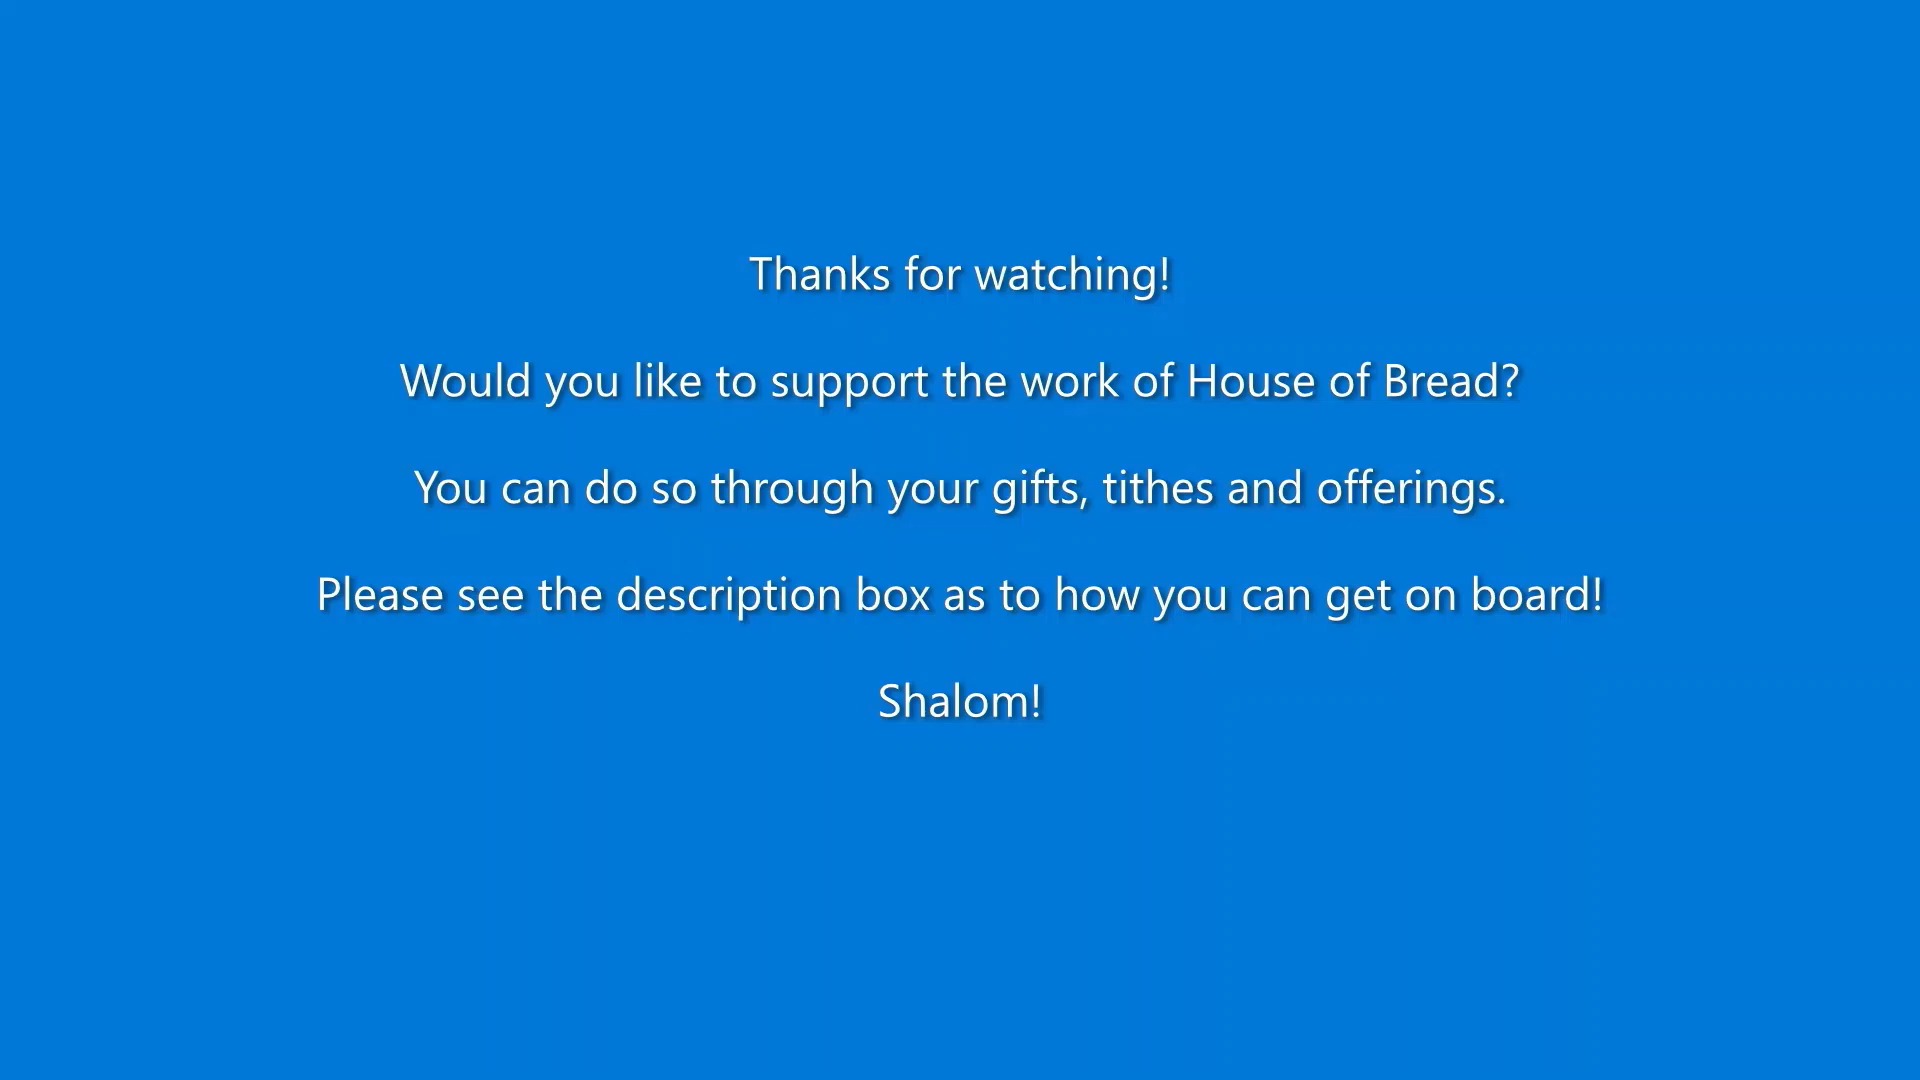 Thanks for watching!
Would you like to support the work of House of Bread?
You can do so through your gifts, tithes and offerings.
Please see the description box as to how you can get on board!
Shalom!